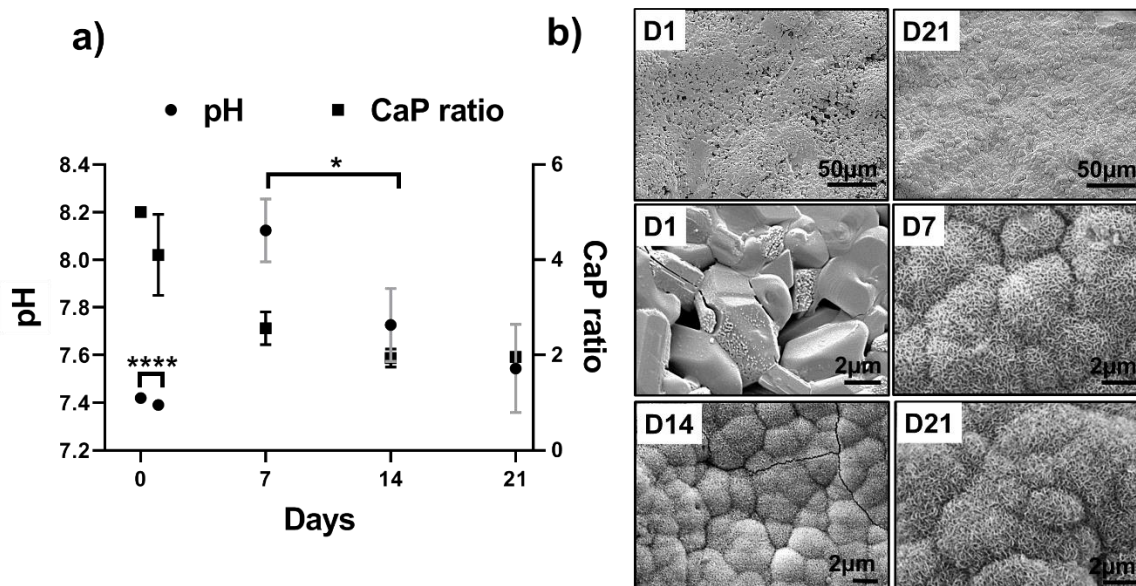 a)
● pH ■ CaP ratio
8.4
8.2
8.0
7.8
7.6
7.4
7.2
pH
*
****
6
4
2
0
CaP ratio
0 7 14 21
Days
b)
D1
50µm
D21
50µm
D1
2µm
D7
2µm
D14
2µm
D21
2µm